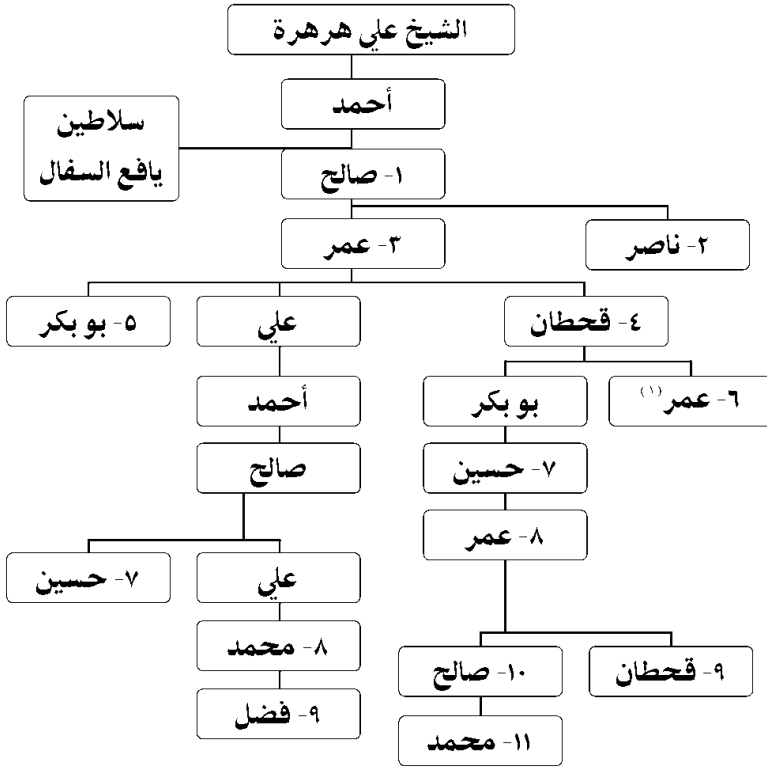 الشيخ علي هرهرة
أحمد
سلاطين
يافع السفال
١- صالح
٢- ناصر
٣- عمر
٤- قحطان
علي
٥- بو بكر
٦- عمر(١)
بو بكر
أحمد
٧- حسين
صالح
٨- عمر
علي
٧- حسين
٩- قحطان
١٠- صالح
٨- محمد
١١- محمد
٩- فضل